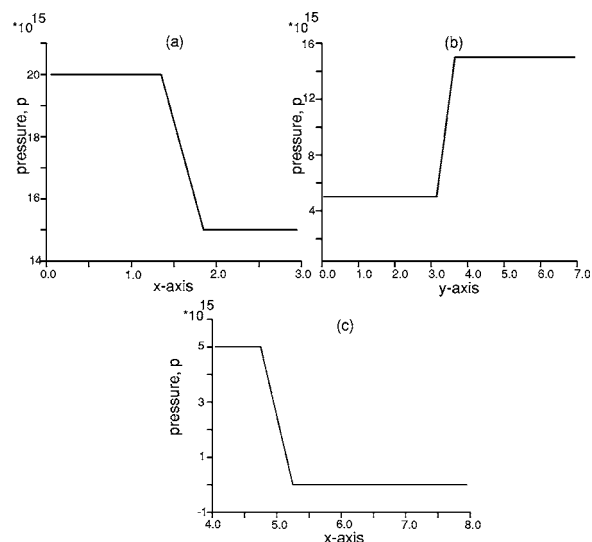 *10 15
(a)
pressure, p
20
18
16
14
0.0 1.0 2.0 3.0
x-axis
*10 15
(b)
pressure, p
16
12
8
4
0.0 1.0 2.0 3.0 4.0 5.0 6.0 7.0
y-axis
*10 15
(c)
pressure, p
5
3
1
-1
4.0 5.0 6.0 7.0 8.0
x-axis